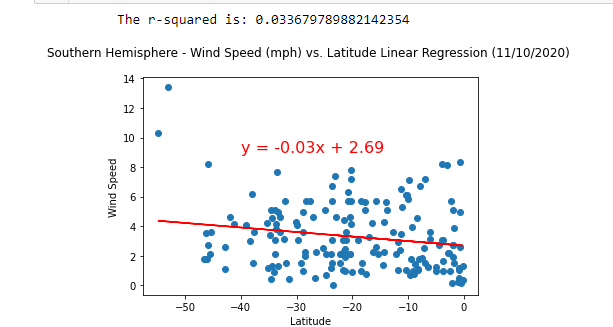 The r-squared is: 0.033679789882142354
Southern Hemisphere - Wind Speed (mph) vs. Latitude Linear Regression (11/10/2020)
14
12
10
8
6
4
2
0
y = -0.03x + 2.69
Wind Speed
−50
−40
−30
−20
−10
0
Latitude